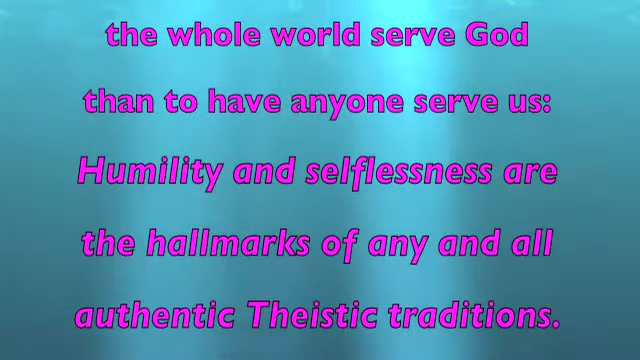 the whole world serve God
than to have anyone serve us:
Humility and selflessness are
the hallmarks of any and all
authentic Theistic traditions.